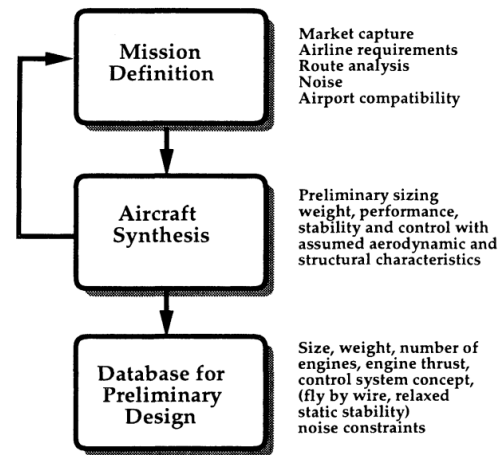 Mission
Definition
Market capture
Airline requirements
Route analysis
Noise
Airport compatibility
Aircraft
Synthesis
Preliminary sizing
weight, performance,
stability and control with
assumed aerodynamic and
structural characteristics
Database for
Preliminary
Design
Size, weight, number of
engines, engine thrust,
control system concept,
(fly by wire, relaxed
static stability)
noise constraints